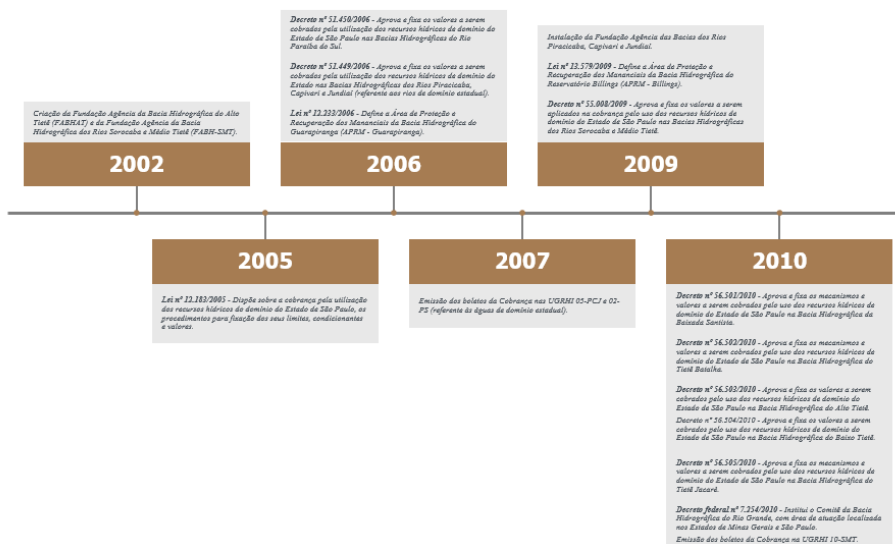 Criação da Fundação Agência da Bacia Hidrográfica do Alto
Tietê (FABHAT) e da Fundação Agência da Bacia
Hidrográfica dos Rios Sorocaba e Médio Tietê (FABH-SMT).
2002
Lei nº 12.183/2005 - Dispõe sobre a cobrança pela utilização
dos recursos hídricos do domínio do Estado de São Paulo, os
procedimentos para fixação dos seus limites, condicionantes
e valores.
2005
Decreto nº 51.450/2006 - Aprova e fixa os valores a serem
cobrados pela utilização dos recursos hídricos de domínio do
Estado de São Paulo nas Bacias Hidrográficas do Rio
Paraíba do Sul.
Decreto nº 51.449/2006 - Aprova e fixa os valores a serem
cobrados pela utilização dos recursos hídricos de domínio do
Estado nas Bacias Hidrográficas dos Rios Piracicaba,
Capivari e Jundiaí (referente aos rios de domínio estadual).
Lei nº 12.233/2006 - Define a Área de Proteção e
Recuperação dos Mananciais da Bacia Hidrográfica do
Guarapiranga (APRM - Guarapiranga).
2006
2007
Emissão dos boletos da Cobrança nas UGRHI 05-PCJ e 02-
PS (referente às águas de domínio estadual).
Instalação da Fundação Agência das Bacias dos Rios
Piracicaba, Capivari e Jundiaí.
Lei nº 13.579/2009 - Define a Área de Proteção e
Recuperação dos Mananciais da Bacia Hidrográfica do
Reservatório Billings (APRM - Billings).
Decreto nº 55.008/2009 - Aprova e fixa os valores a serem
aplicados na cobrança pelo uso dos recursos hídricos de
domínio do Estado de São Paulo nas Bacias Hidrográficas
dos Rios Sorocaba e Médio Tietê.
2009
2010
Decreto nº 56.501/2010 - Aprova e fixa os mecanismos e
valores a serem cobrados pelo uso dos recursos hídricos de
domínio do Estado de São Paulo na Bacia Hidrográfica da
Baixada Santista.
Decreto nº 56.502/2010 - Aprova e fixa os mecanismos e
valores a serem cobrados pelo uso dos recursos hídricos de
domínio do Estado de São Paulo na Bacia Hidrográfica do
Tietê Batalha.
Decreto nº 56.503/2010 - Aprova e fixa os valores a serem
cobrados pelo uso dos recursos hídricos de domínio do
Estado de São Paulo na Bacia Hidrográfica do Alto Tietê.
Decreto nº 56.504/2010 - Aprova e fixa os valores a serem
cobrados pelo uso dos recursos hídricos de domínio do
Estado de São Paulo na Bacia Hidrográfica do Baixo Tietê.
Decreto nº 56.505/2010 - Aprova e fixa os mecanismos e
valores a serem cobrados pelo uso dos recursos hídricos de
domínio do Estado de São Paulo na Bacia Hidrográfica do
Tietê Jacaré.
Decreto federal nº 7.254/2010 - Institui o Comitê da Bacia
Hidrográfica do Rio Grande, com área de atuação localizada
nos Estados de Minas Gerais e São Paulo.
Emissão dos boletos da Cobrança na UGRHI 10-SMT.